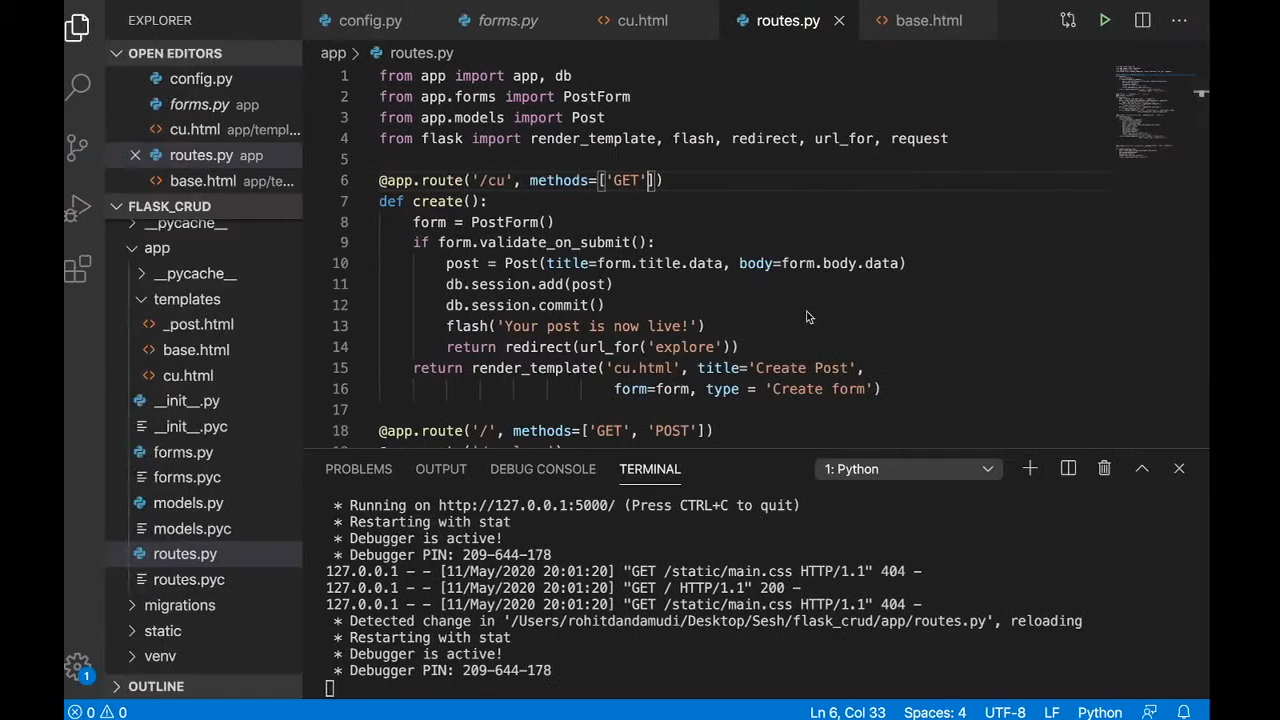 EXPLORER
OPEN EDITORS
config.py
forms.py app
cu.html app/templ...
routes.py app
base.html app/te...
FLASK_CRUD
__pycache__
app
__pycache__
templates
_post.html
base.html
cu.html
__init__.py
__init__.pyc
forms.py
forms.pyc
models.py
models.pyc
routes.py
routes.pyc
migrations
static
venv
OUTLINE
config.py forms.py cu.html routes.py base.html
app routes.py
1 from app import app, db
2 from app.forms import PostForm
3 from app.models import Post
4 from flask import render_template, flash, redirect, url_for, request
5
6 @app.route('/cu', methods=['GET'])
7 def create():
8 form = PostForm()
9 if form.validate_on_submit():
10 post = Post(title=form.title.data, body=form.body.data)
11 db.session.add(post)
12 db.session.commit()
13 flash('Your post is now live!')
14 return redirect(url_for('explore'))
15 return render_template('cu.html', title='Create Post',
16 form=form, type = 'Create form')
17
18 @app.route('/', methods=['GET', 'POST'])
PROBLEMS OUTPUT DEBUG CONSOLE TERMINAL 1: Python
* Running on http://127.0.0.1:5000/ (Press CTRL+C to quit)
* Restarting with stat
* Debugger is active!
* Debugger PIN: 209-644-178
127.0.0.1 - - [11/May/2020 20:01:20] "GET /static/main.css HTTP/1.1" 404 -
127.0.0.1 - - [11/May/2020 20:01:20] "GET / HTTP/1.1" 200 -
127.0.0.1 - - [11/May/2020 20:01:20] "GET /static/main.css HTTP/1.1" 404 -
* Detected change in '/Users/rohitdandamudi/Desktop/Sesh/flask_crud/app/routes.py', reloading
* Restarting with stat
* Debugger is active!
* Debugger PIN: 209-644-178
1
0 0 Ln 6, Col 33 Spaces: 4 UTF-8 LF Python